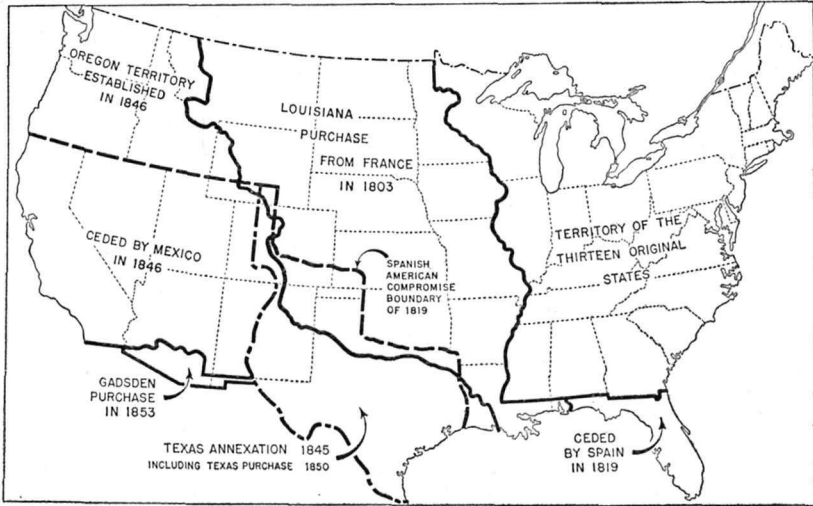 OREGON TERRITORY
ESTABLISHED
IN 1846
LOUISIANA
PURCHASE
FROM FRANCE
IN 1803
CEDED BY MEXICO
IN 1846
SPANISH
AMERICAN
COMPROMISE
BOUNDARY
OF 1819
TERRITORY OF THE
THIRTEEN ORIGINAL
STATES
GADSDEN
PURCHASE
IN 1853
TEXAS ANNEXATION 1845
INCLUDING TEXAS PURCHASE 1850
CEDED
BY SPAIN
IN 1819